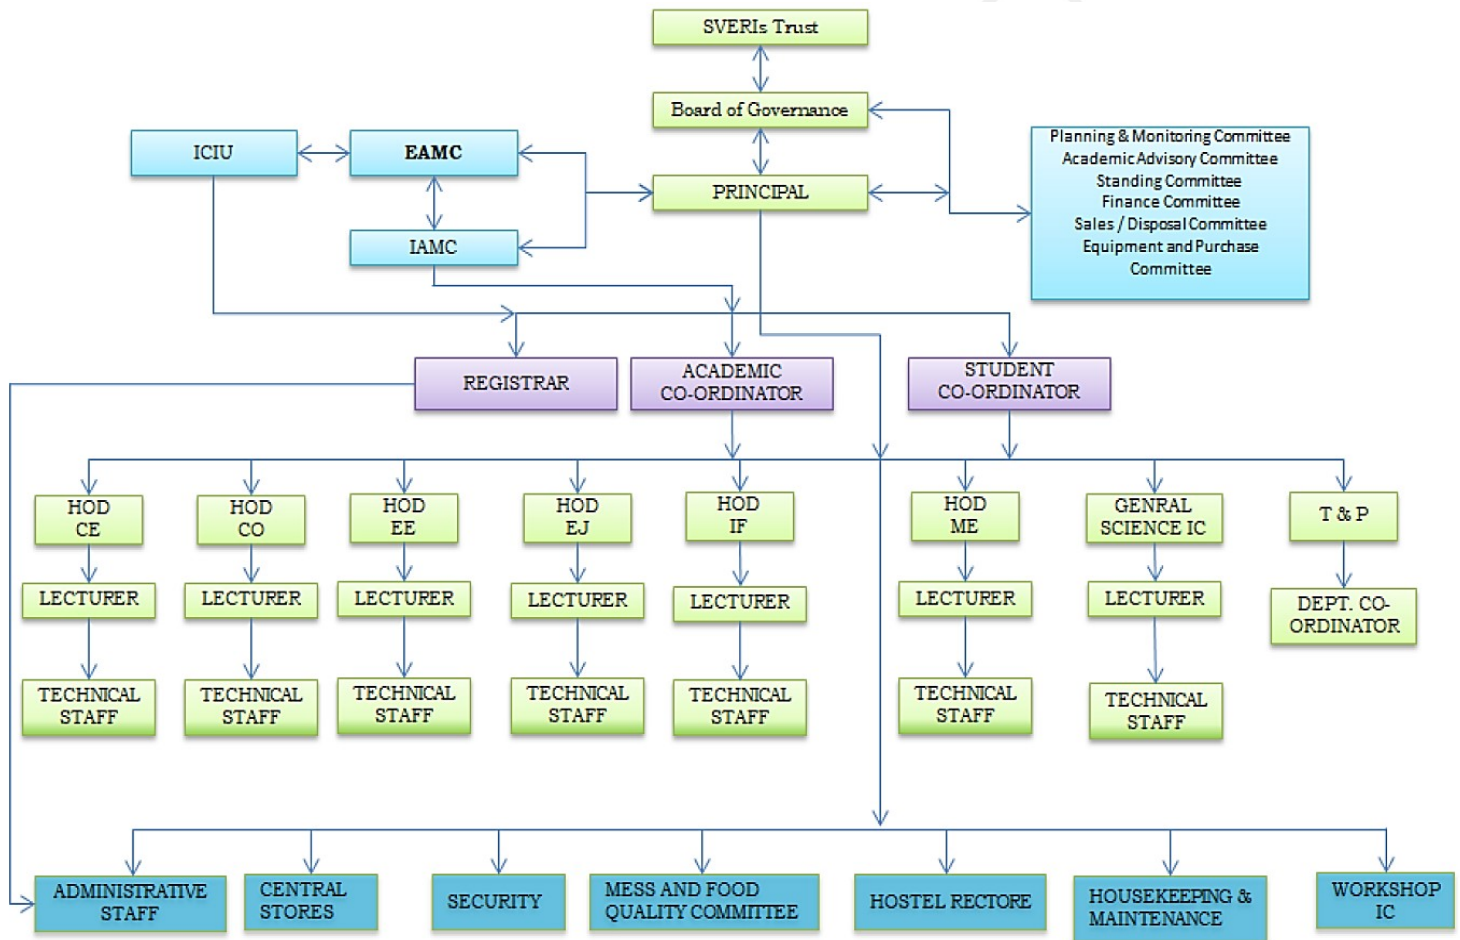 SVERIs Trust
Board of Governance
ICIU
EAMC
PRINCIPAL
IAMC
Planning & Monitoring Committee
Academic Advisory Committee
Standing Committee
Finance Committee
Sales / Disposal Committee
Equipment and Purchase
Committee
REGISTRAR
ACADEMIC
CO-ORDINATOR
STUDENT
CO-ORDINATOR
HOD
CE
HOD
CO
HOD
EE
HOD
EJ
HOD
IF
HOD
ME
GENRAL
SCIENCE IC
T & P
LECTURER
LECTURER
LECTURER
LECTURER
LECTURER
LECTURER
LECTURER
DEPT. CO-
ORDINATOR
TECHNICAL
STAFF
TECHNICAL
STAFF
TECHNICAL
STAFF
TECHNICAL
STAFF
TECHNICAL
STAFF
TECHNICAL
STAFF
TECHNICAL
STAFF
ADMINISTRATIVE
STAFF
CENTRAL
STORES
SECURITY
MESS AND FOOD
QUALITY COMMITTEE
HOSTEL RECTORE
HOUSEKEEPING &
MAINTENANCE
WORKSHOP
IC